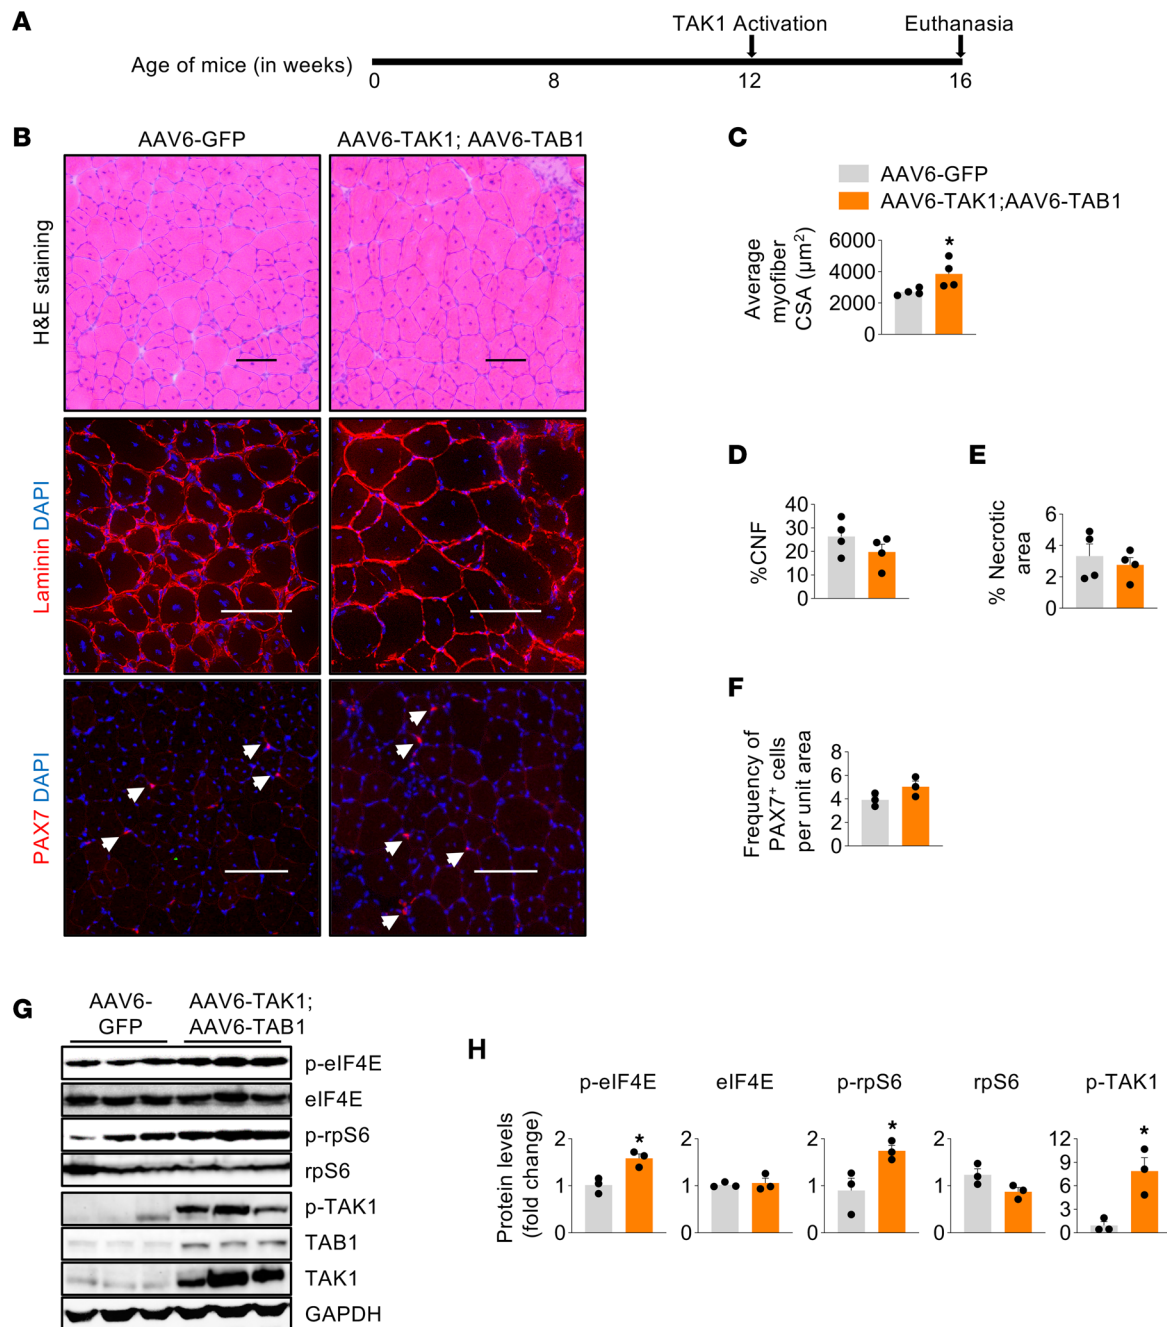 A
TAK1 Activation
Euthanasia
Age of mice (in weeks)
0
8
12
16
B
AAV6-GFP
AAV6-TAK1; AAV6-TAB1
H&E staining
Laminin DAPI
PAX7 DAPI
C
AAV6-GFP
AAV6-TAK1;AAV6-TAB1
Average
myofiber
CSA (µm²)
6000
4000
2000
0
*
D
%CNF
40
30
20
10
0
E
% Necrotic
area
6
4
2
0
F
Frequency of
PAX7⁺ cells
per unit area
8
6
4
2
0
G
AAV6-
GFP
AAV6-TAK1;
AAV6-TAB1
p-eIF4E
eIF4E
p-rpS6
rpS6
p-TAK1
TAB1
TAK1
GAPDH
H
Protein levels
(fold change)
p-eIF4E
2
1
0
*
eIF4E
2
1
0
p-rpS6
2
1
0
*
rpS6
2
1
0
p-TAK1
12
9
6
3
0
*